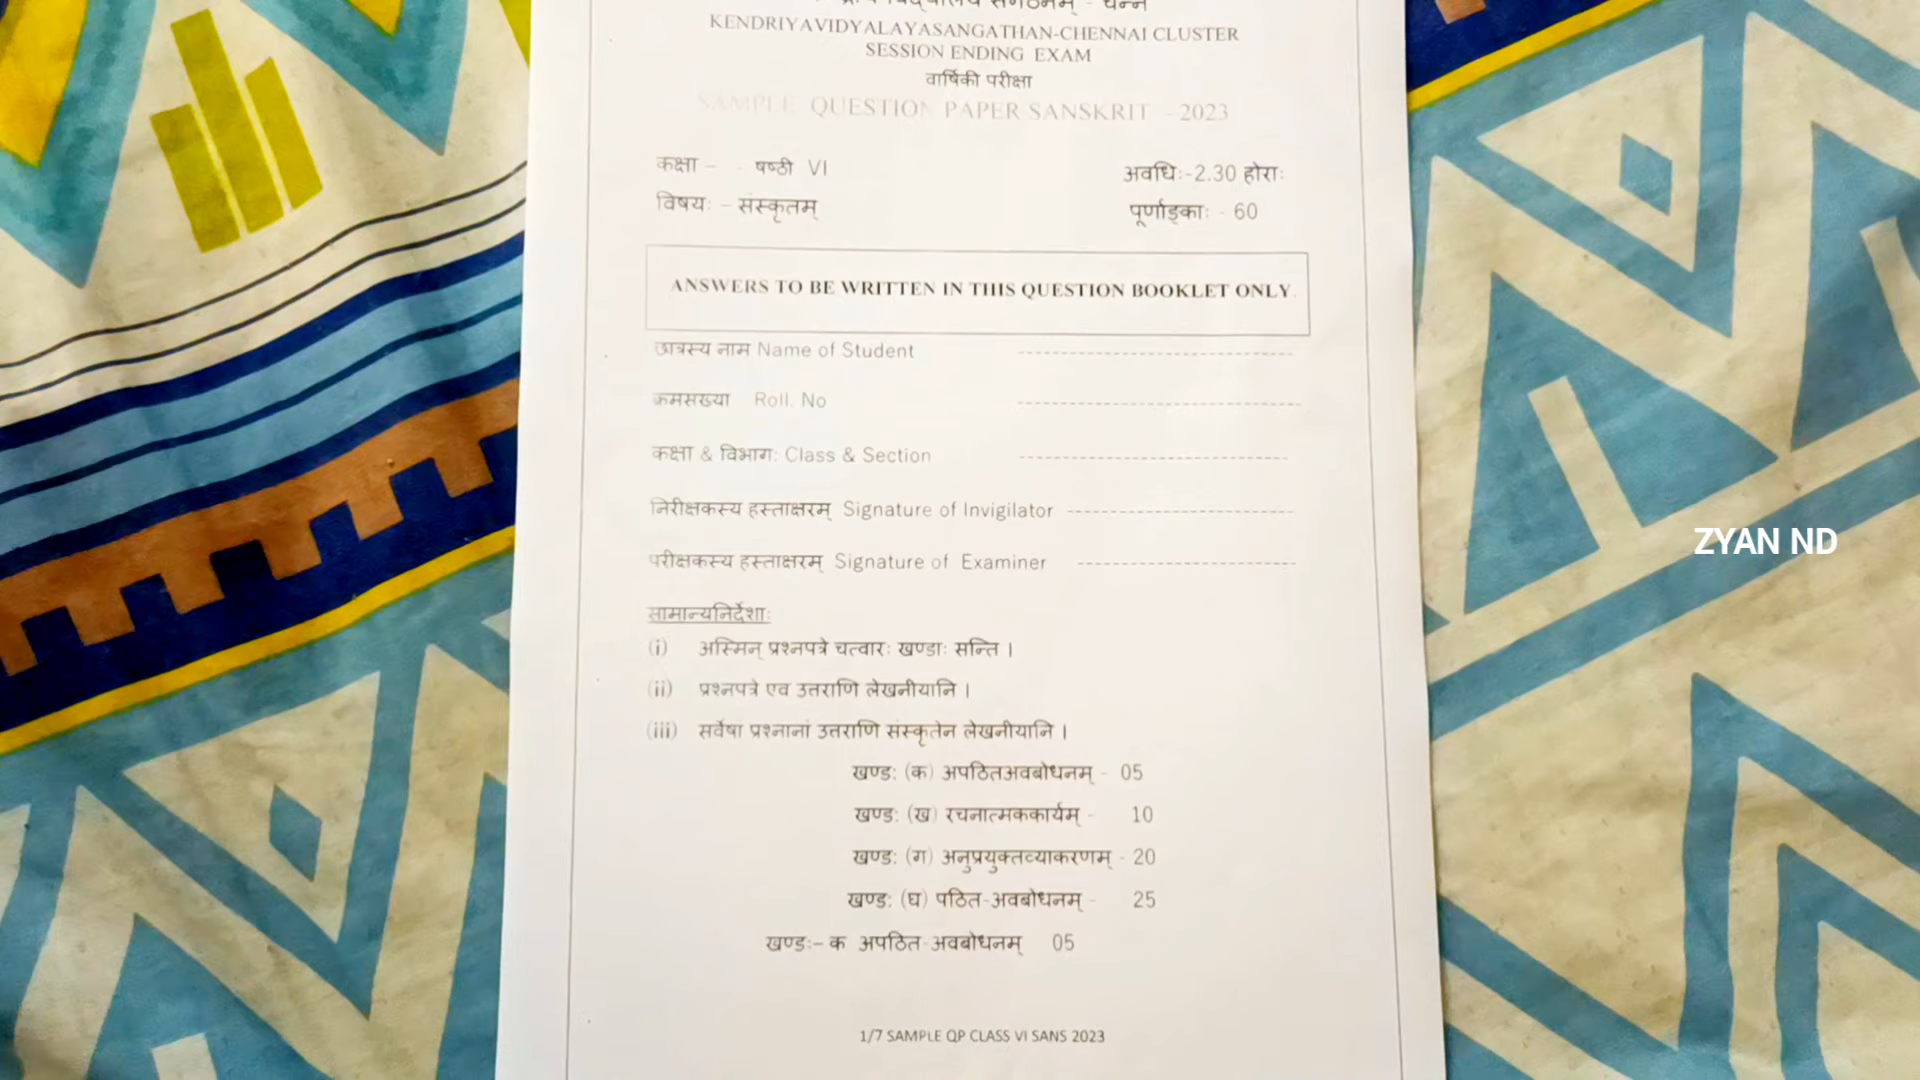 KENDRIYAVIDYALAYASANGATHAN-CHENNAI CLUSTER
SESSION ENDING EXAM
वार्षिकी परीक्षा
SAMPLE QUESTION PAPER SANSKRIT - 2023
कक्षा – - षष्ठी VI
अवधिः-2.30 होराः
विषयः – संस्कृतम्
पूर्णाङ्काः - 60
ANSWERS TO BE WRITTEN IN THIS QUESTION BOOKLET ONLY.
छात्रस्य नाम Name of Student
क्रमसंख्या Roll. No
कक्षा & विभाग: Class & Section
निरीक्षकस्य हस्ताक्षरम् Signature of Invigilator
परीक्षकस्य हस्ताक्षरम् Signature of Examiner
ZYAN ND
सामान्यनिर्देशाः
(i) अस्मिन् प्रश्नपत्रे चत्वारः खण्डाः सन्ति ।
(ii) प्रश्नपत्रे एव उत्तराणि लेखनीयानि ।
(iii) सर्वेषा प्रश्नानां उत्तराणि संस्कृतेन लेखनीयानि ।
खण्ड: (क) अपठितअवबोधनम् - 05
खण्ड: (ख) रचनात्मककार्यम् - 10
खण्ड: (ग) अनुप्रयुक्तव्याकरणम् - 20
खण्ड: (घ) पठित-अवबोधनम् - 25
खण्डः– क अपठित-अवबोधनम् 05
1/7 SAMPLE QP CLASS VI SANS 2023